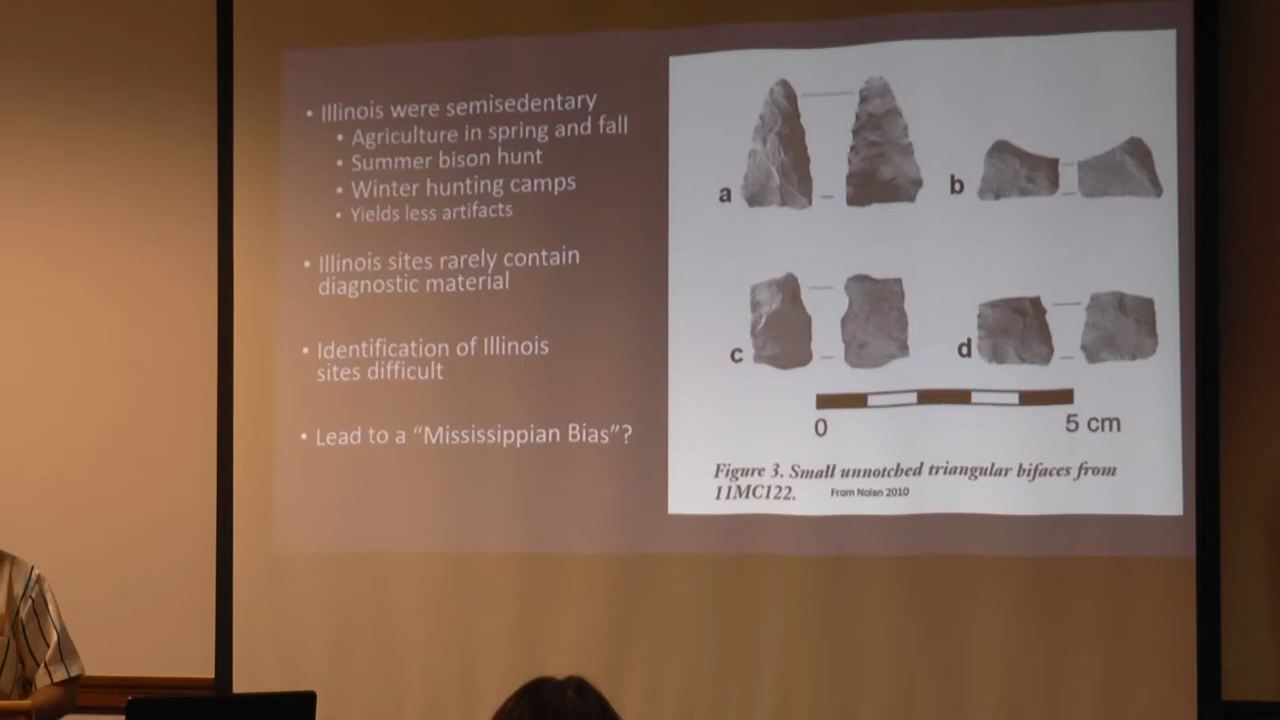 • Illinois were semisedentary
• Agriculture in spring and fall
• Summer bison hunt
• Winter hunting camps
• Yields less artifacts
• Illinois sites rarely contain
diagnostic material
• Identification of Illinois
sites difficult
• Lead to a “Mississippian Bias”?
a
b
c
d
0
5 cm
Figure 3. Small unnotched triangular bifaces from
11MC122. From Nolan 2010